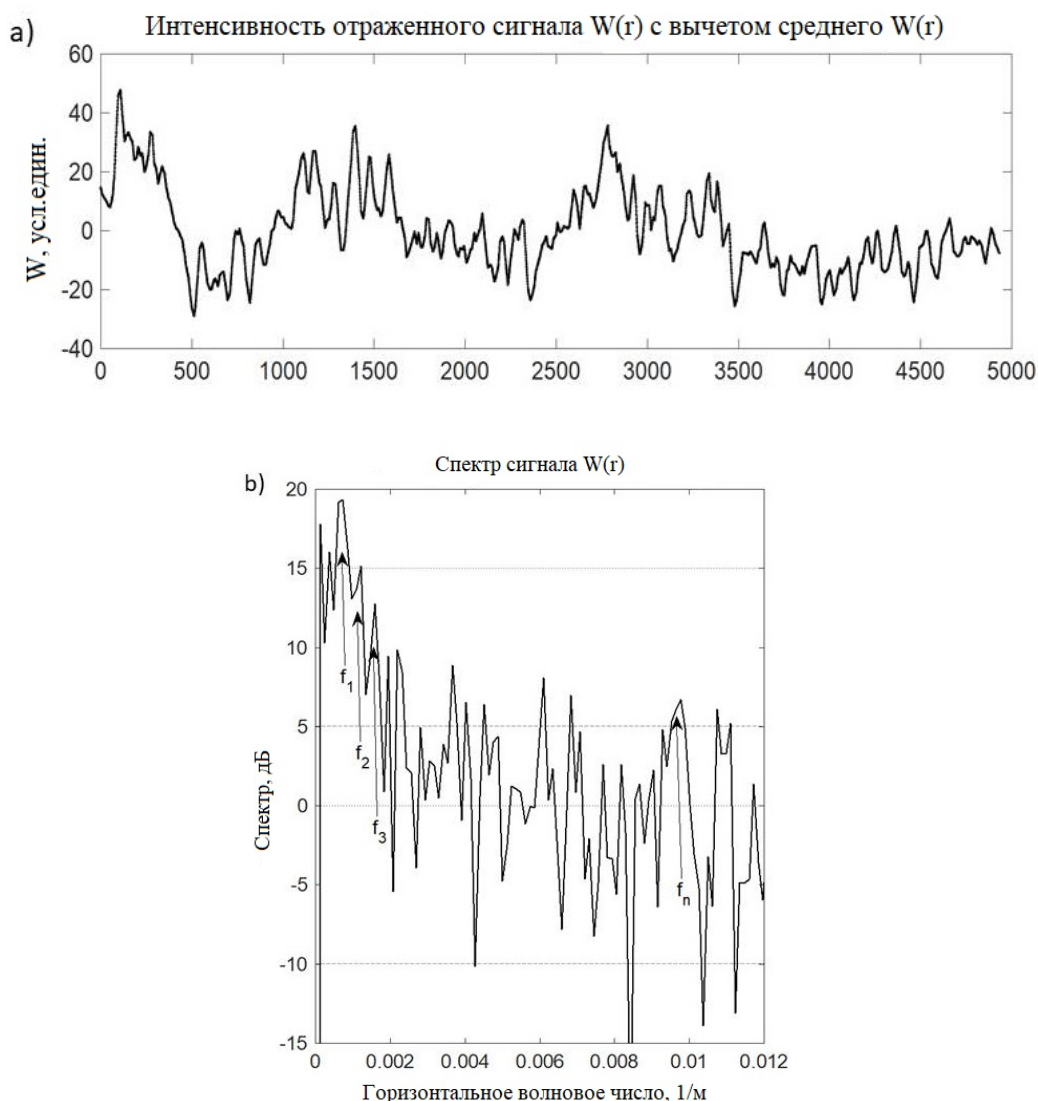 a)
Интенсивность отраженного сигнала W(r) с вычетом среднего W(r)
W, усл.един.
60
40
20
0
-20
-40
0 500 1000 1500 2000 2500 3000 3500 4000 4500 5000
Спектр сигнала W(r)
b)
Спектр, дБ
20
15
10
5
0
-5
-10
-15
f1
f2
f3
fn
0 0.002 0.004 0.006 0.008 0.01 0.012
Горизонтальное волновое число, 1/м